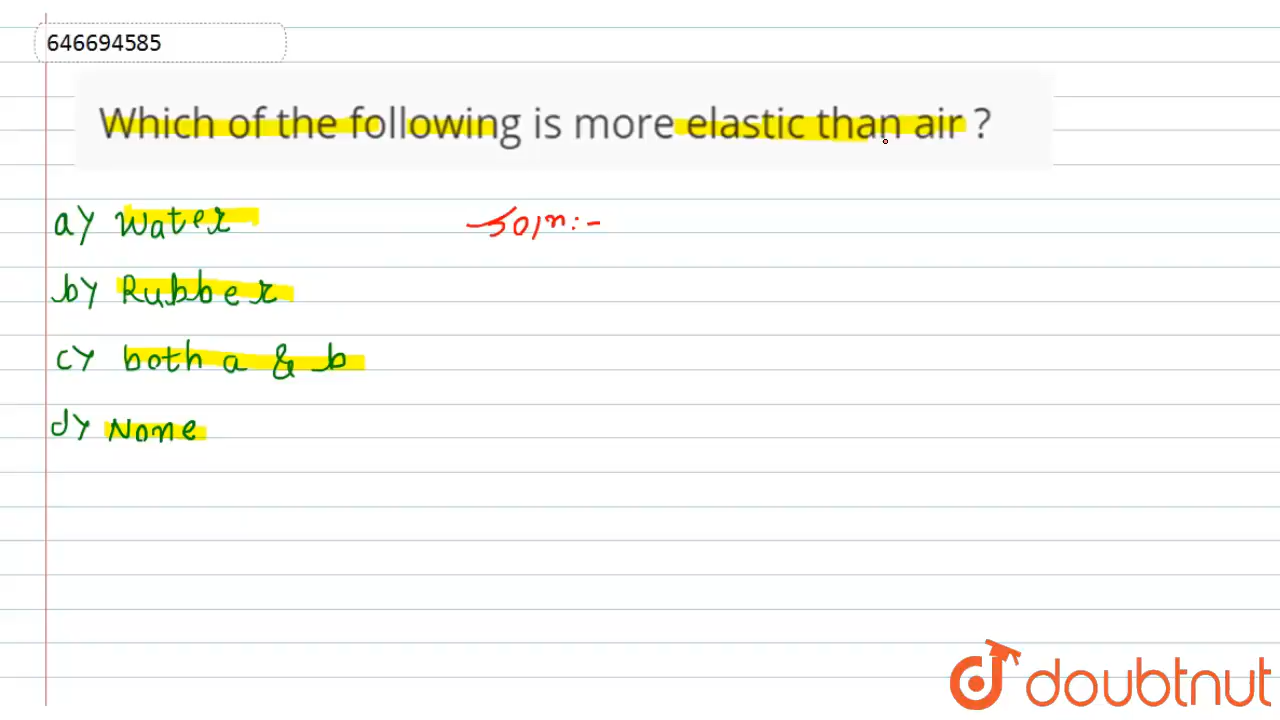 646694585
Which of the following is more elastic than air ?
a) Water
Soln:-
b) Rubber
c) both a & b
d) None
doubtnut